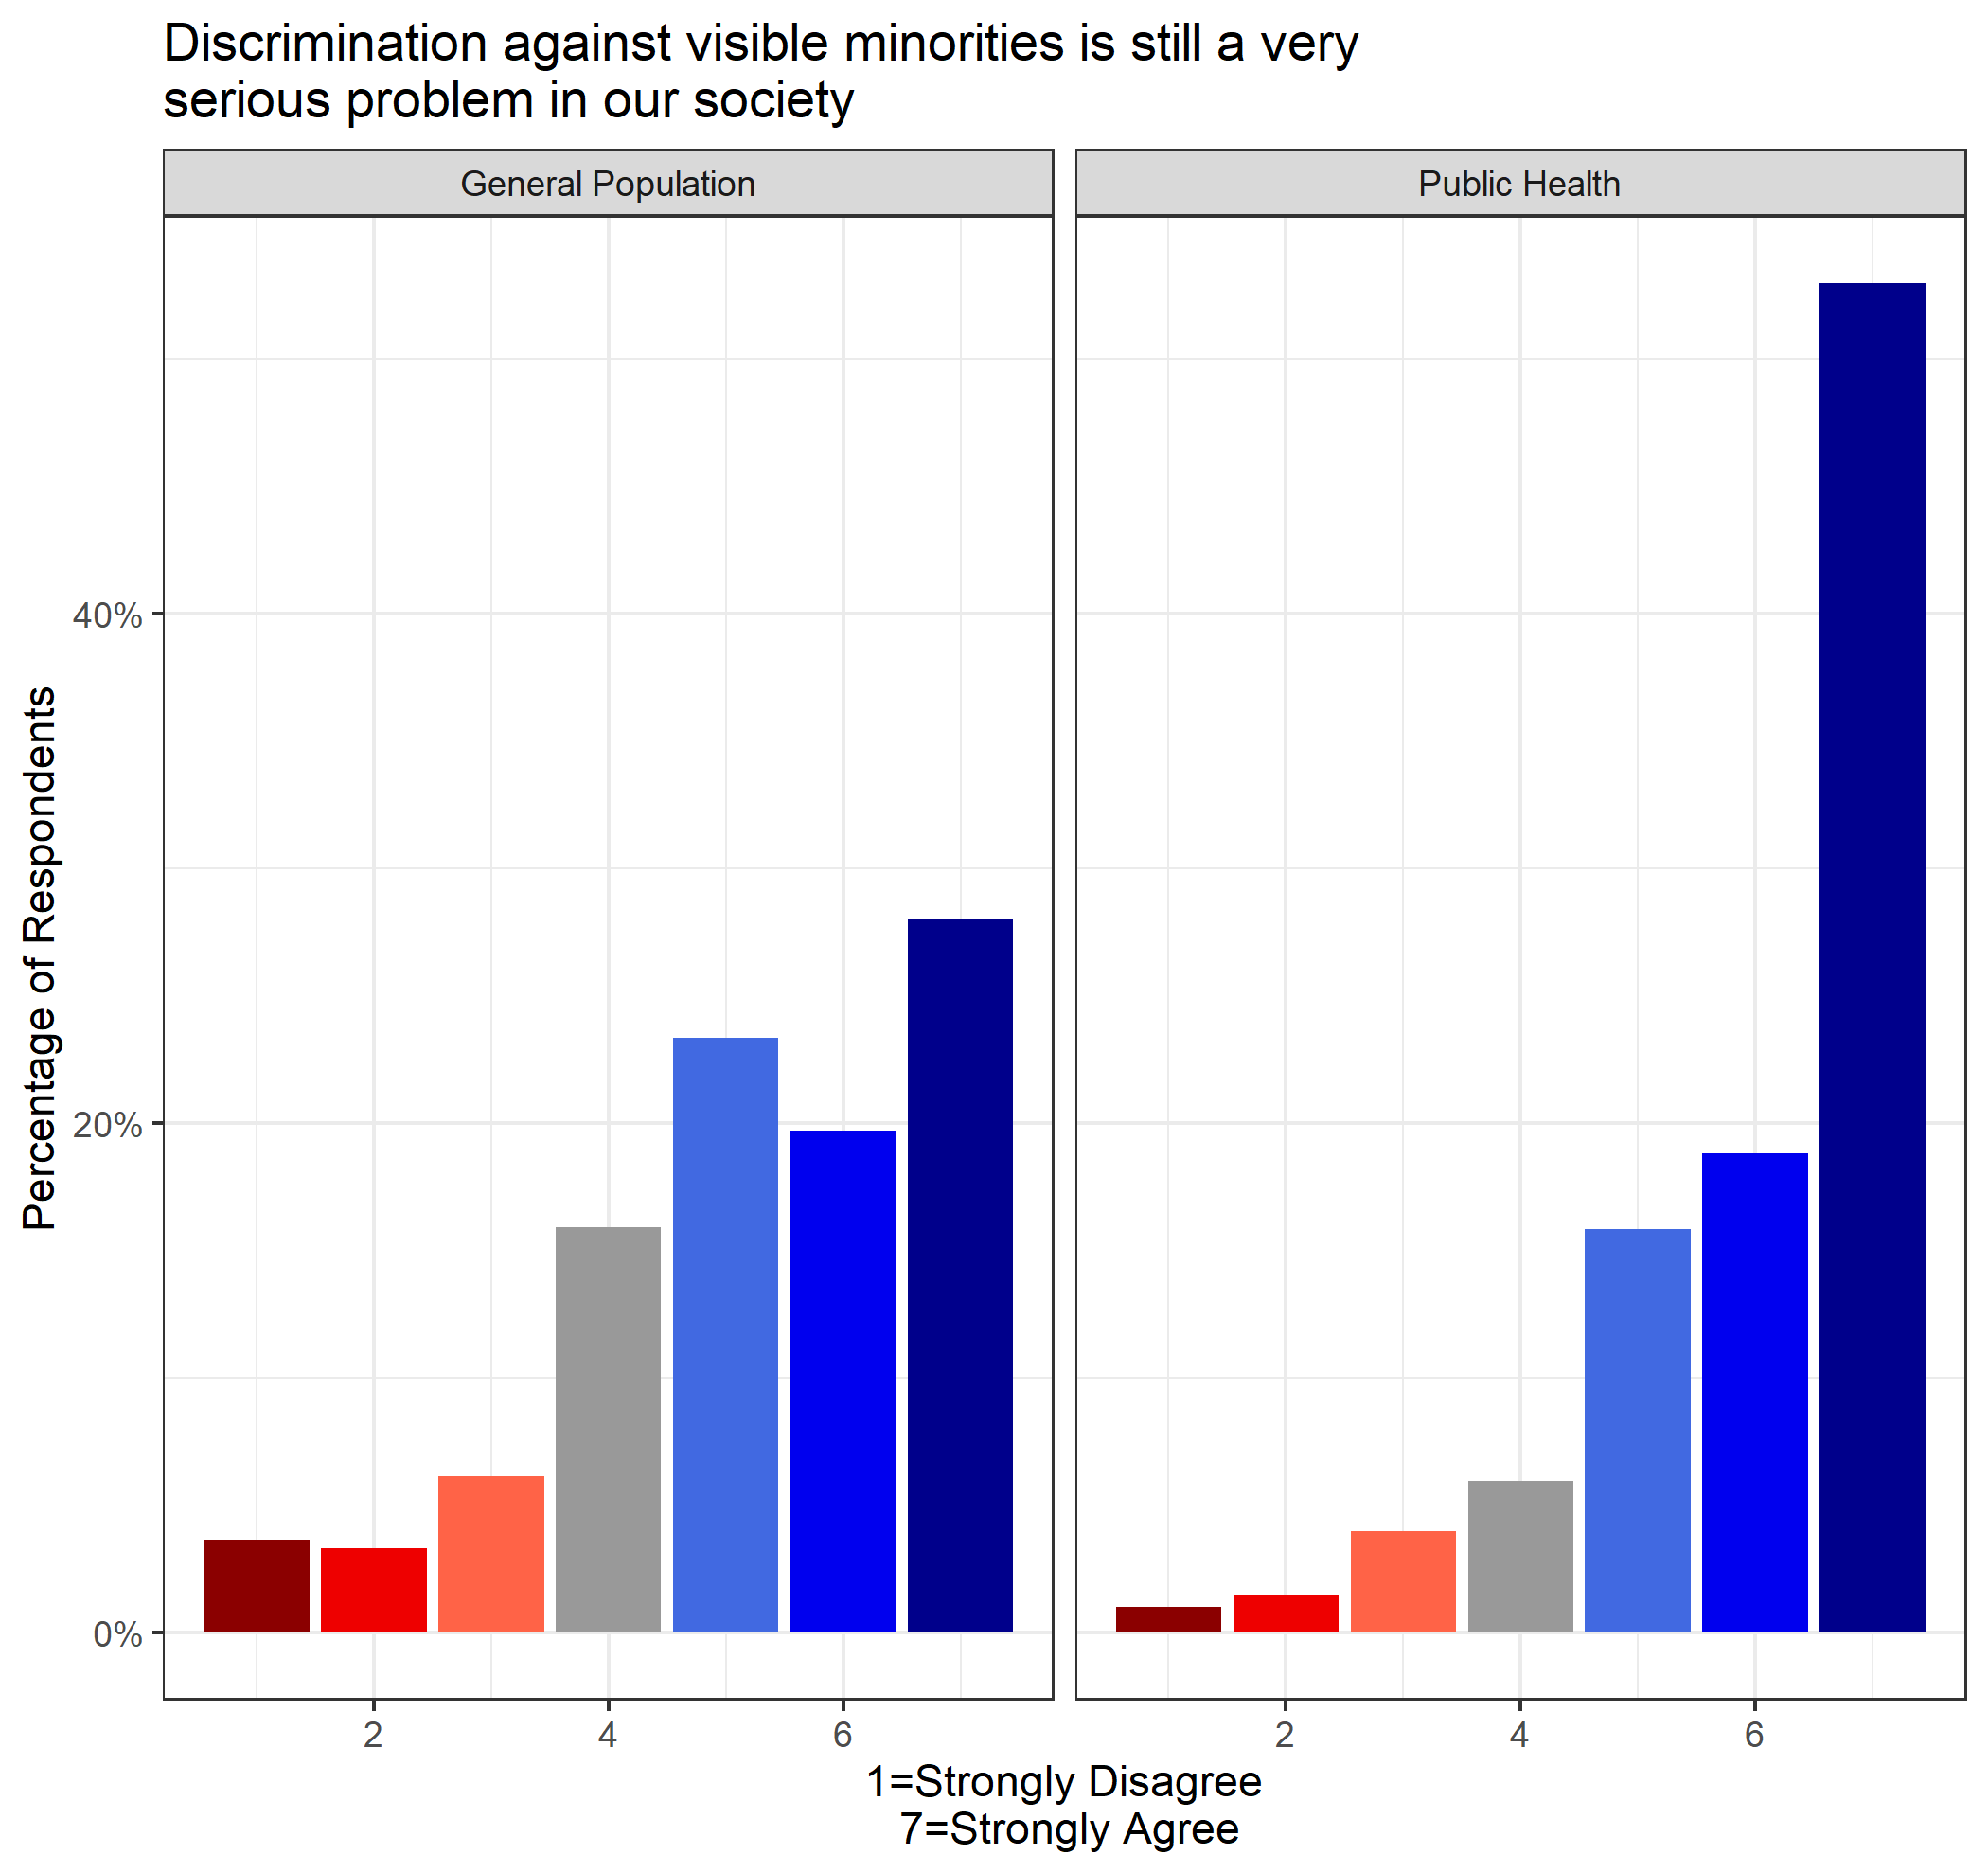 Discrimination against visible minorities is still a very
serious problem in our society
General Population
Public Health
Percentage of Respondents
40%
20%
0%
2 4 6
2 4 6
1=Strongly Disagree
7=Strongly Agree